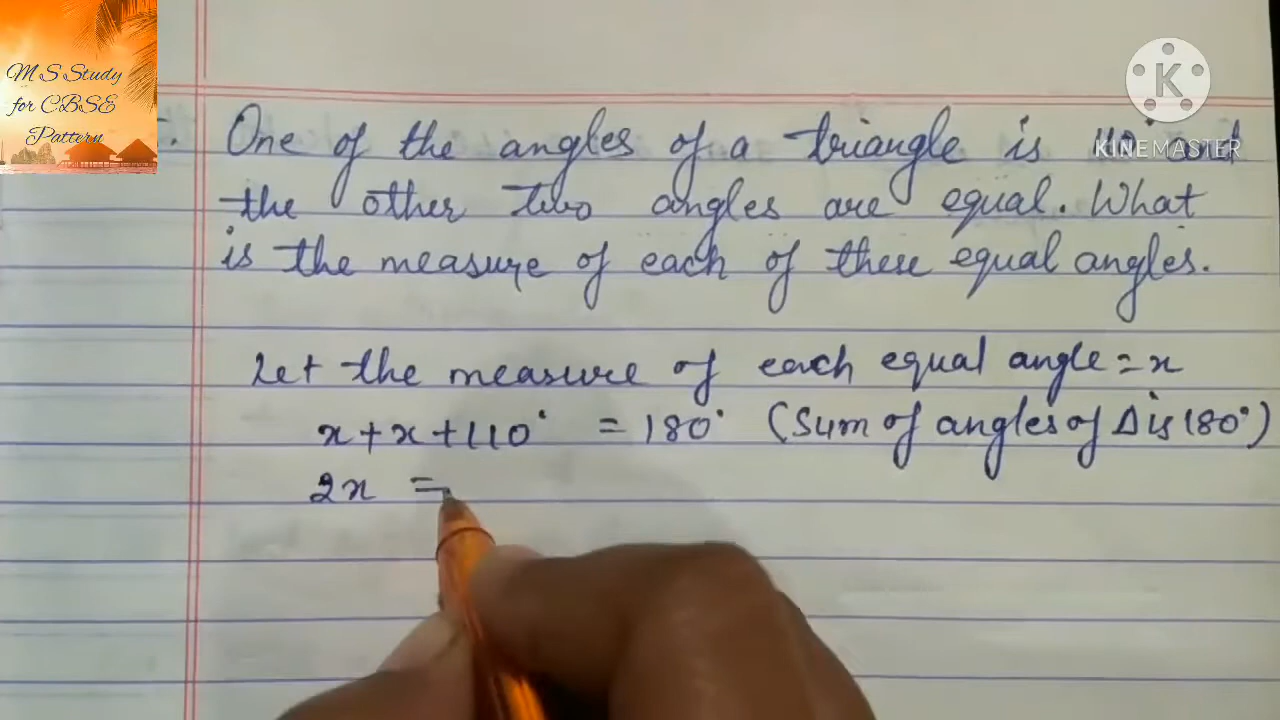 M S Study
for CBSE
Pattern
KINEMASTER
One of the angles of a triangle is 110° and
the other two angles are equal. What
is the measure of each of these equal angles.
Let the measure of each equal angle = x
x + x + 110° = 180° (Sum of angles of Δ is 180°)
2x =